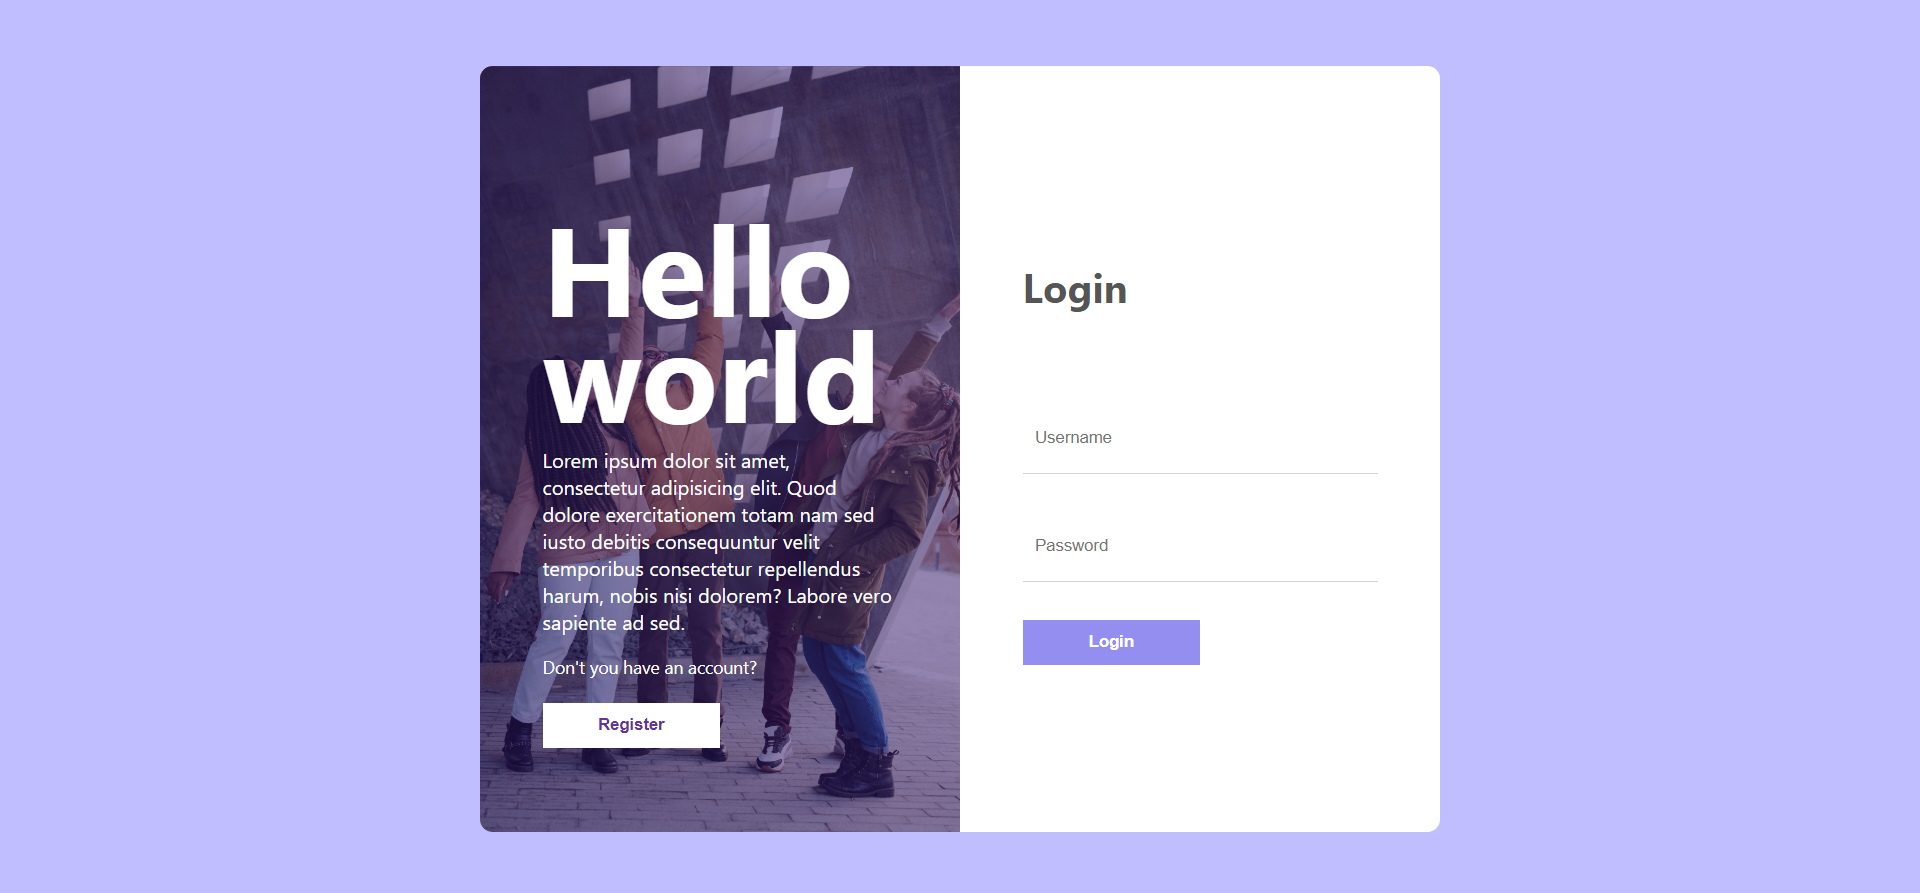 Hello
world
Lorem ipsum dolor sit amet,
consectetur adipisicing elit. Quod
dolore exercitationem totam nam sed
iusto debitis consequuntur velit
temporibus consectetur repellendus
harum, nobis nisi dolorem? Labore vero
sapiente ad sed.
Don't you have an account?
Register
Login
Username
Password
Login